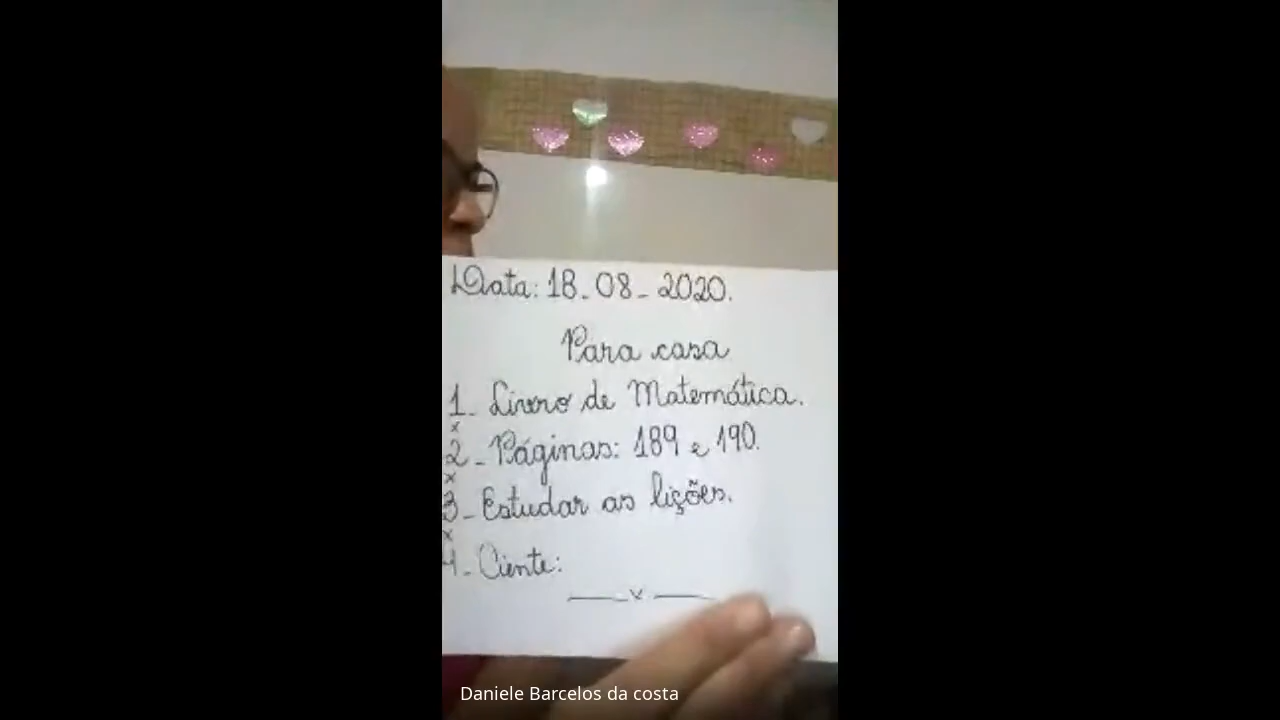 Data: 18-08-2020.
Para casa
1- Livro de Matemática.
x
2- Páginas: 189 e 190.
x
3- Estudar as lições.
x
4- Ciente:
——x——
Daniele Barcelos da costa